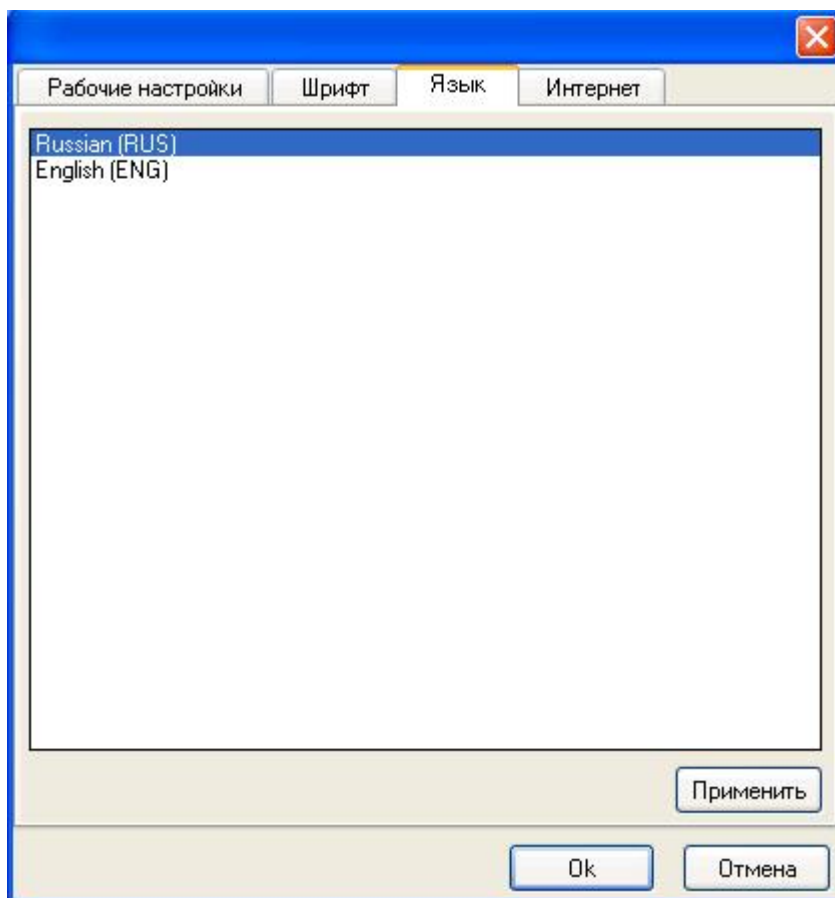 Рабочие настройки Шрифт Язык Интернет
Russian (RUS)
English (ENG)
Применить
Ok Отмена